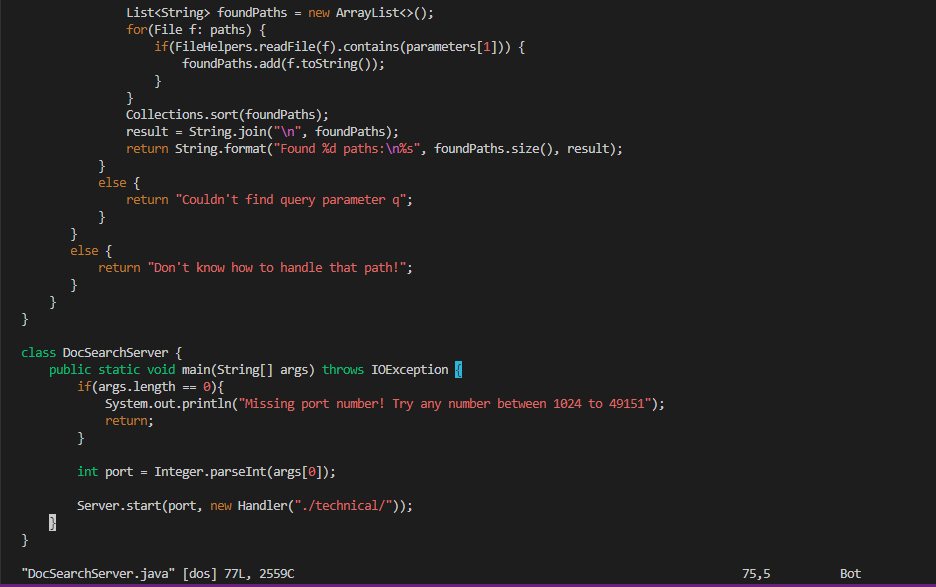 List<String> foundPaths = new ArrayList<>();
            for(File f: paths) {
                if(FileHelpers.readFile(f).contains(parameters[1])) {
                    foundPaths.add(f.toString());
                }
            }
            Collections.sort(foundPaths);
            result = String.join("\n", foundPaths);
            return String.format("Found %d paths:\n%s", foundPaths.size(), result);
        }
        else {
            return "Couldn't find query parameter q";
        }
    }
    else {
        return "Don't know how to handle that path!";
    }
  }
}
class DocSearchServer {
    public static void main(String[] args) throws IOException {
        if(args.length == 0){
            System.out.println("Missing port number! Try any number between 1024 to 49151");
            return;
        }
        int port = Integer.parseInt(args[0]);
        Server.start(port, new Handler("./technical/"));
    }
}
"DocSearchServer.java" [dos] 77L, 2559C 75,5 Bot